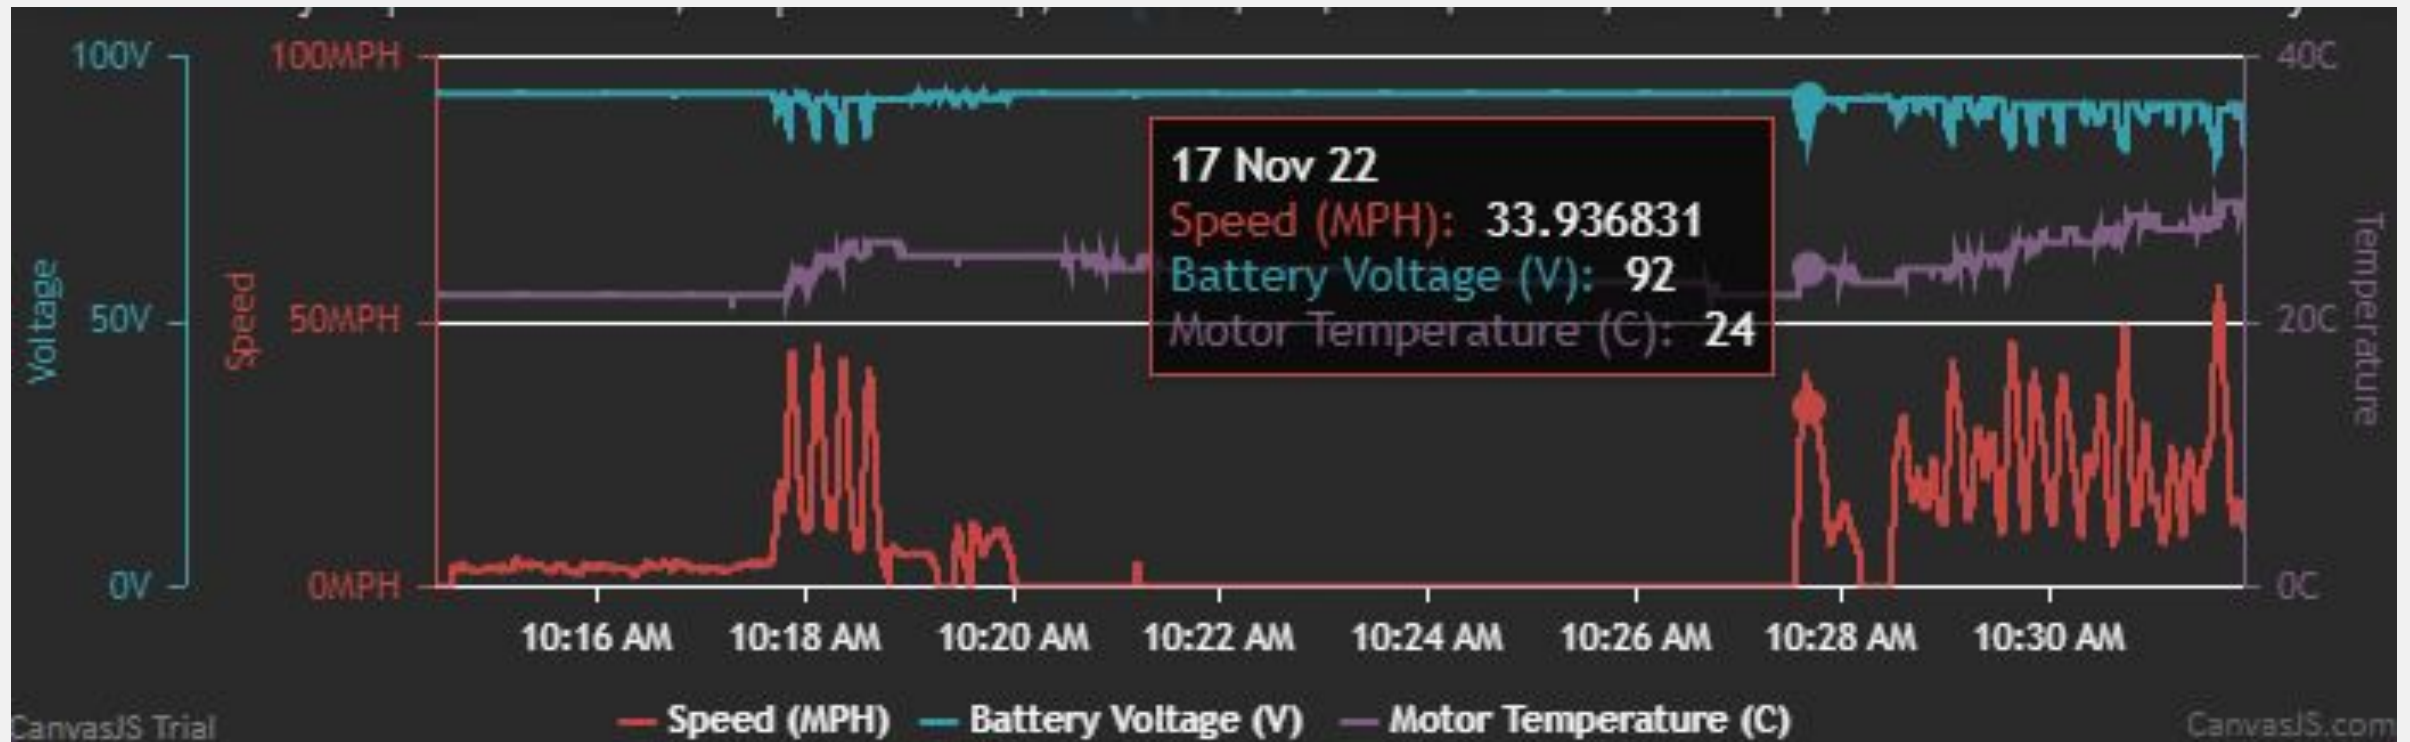 100V
50V
0V
Voltage
100MPH
50MPH
0MPH
Speed
40C
20C
0C
Temperature
17 Nov 22
Speed (MPH): 33.936831
Battery Voltage (V): 92
Motor Temperature (C): 24
10:16 AM 10:18 AM 10:20 AM 10:22 AM 10:24 AM 10:26 AM 10:28 AM 10:30 AM
Speed (MPH) Battery Voltage (V) Motor Temperature (C)
CanvasJS Trial
CanvasJS.com